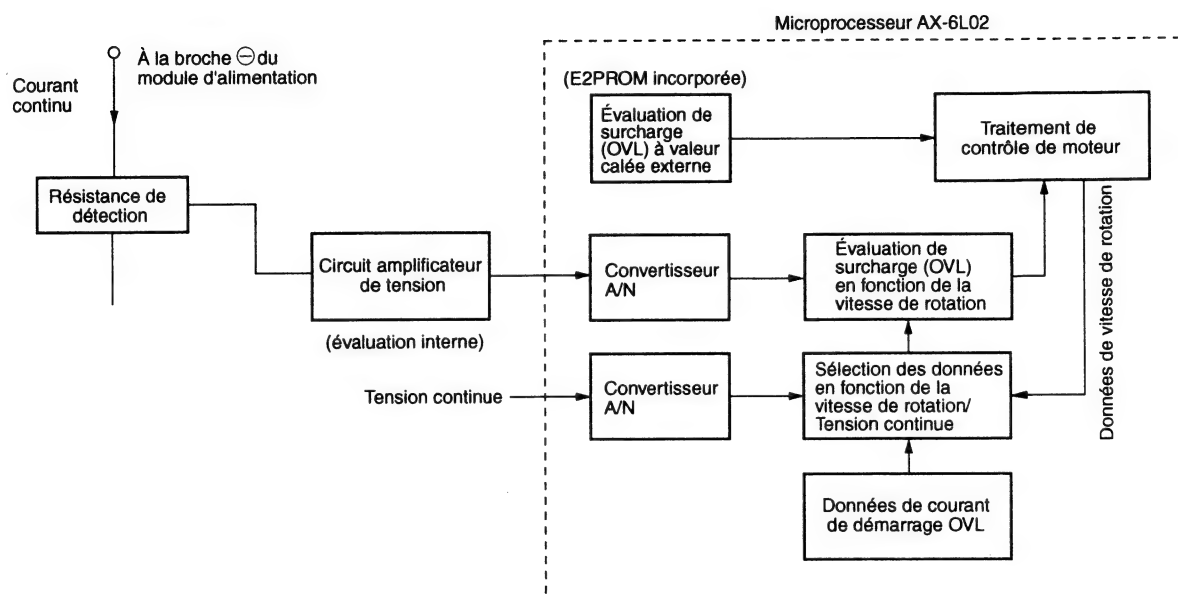 Microprocesseur AX-6L02
À la broche ⊖ du
module d'alimentation
Courant
continu
(E2PROM incorporée)
Évaluation de
surcharge
(OVL) à valeur
calée externe
Traitement de
contrôle de moteur
Résistance de
détection
Circuit amplificateur
de tension
(évaluation interne)
Convertisseur
A/N
Évaluation de
surcharge (OVL)
en fonction de la
vitesse de rotation
Données de vitesse de rotation
Tension continue
Convertisseur
A/N
Sélection des données
en fonction de la
vitesse de rotation/
Tension continue
Données de courant
de démarrage OVL